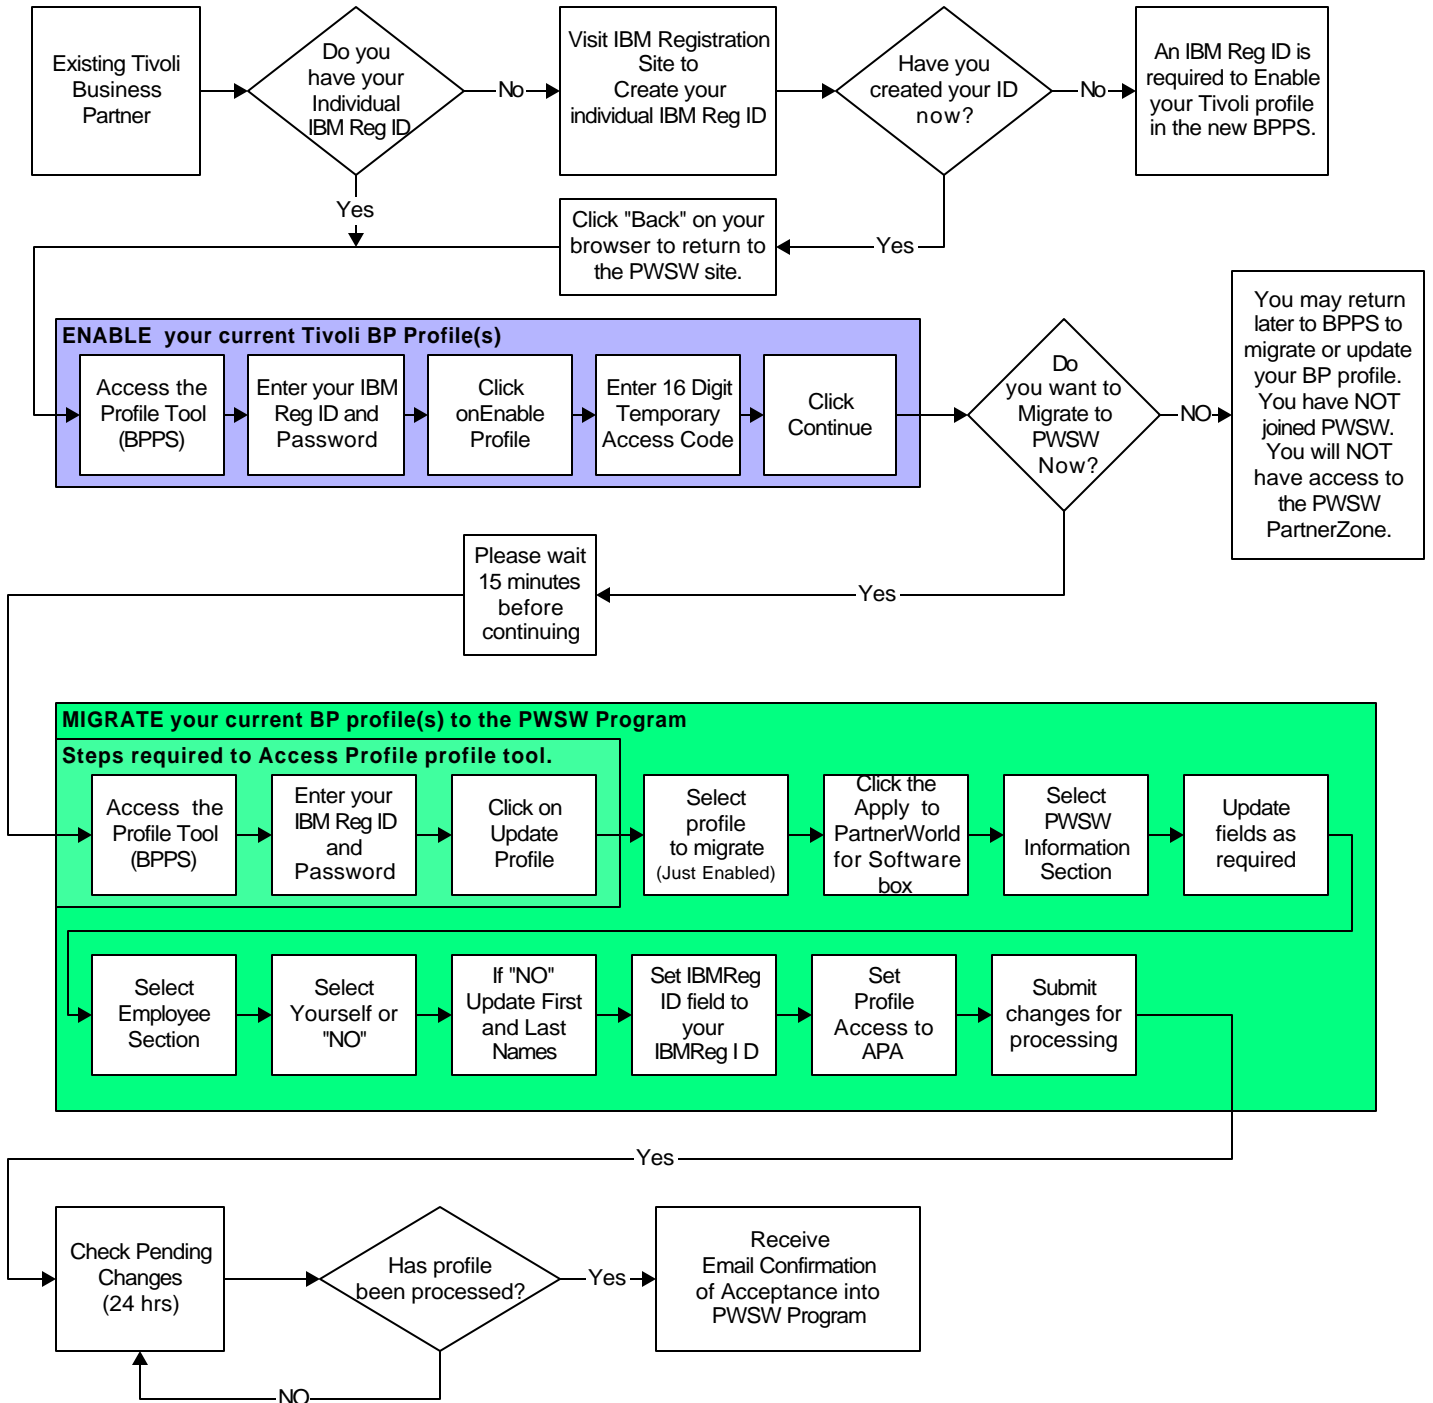 Existing Tivoli
Business
Partner
Do you
have your
Individual
IBM Reg ID
No
Visit IBM Registration
Site to
Create your
individual IBM Reg ID
Have you
created your ID
now?
No
An IBM Reg ID is
required to Enable
your Tivoli profile
in the new BPPS.
Yes
Click "Back" on your
browser to return to
the PWSW site.
Yes
ENABLE your current Tivoli BP Profile(s)
Access the
Profile Tool
(BPPS)
Enter your IBM
Reg ID and
Password
Click
onEnable
Profile
Enter 16 Digit
Temporary
Access Code
Click
Continue
Do
you want to
Migrate to
PWSW
Now?
NO
You may return
later to BPPS to
migrate or update
your BP profile.
You have NOT
joined PWSW.
You will NOT
have access to
the PWSW
PartnerZone.
Please wait
15 minutes
before
continuing
Yes
MIGRATE your current BP profile(s) to the PWSW Program
Steps required to Access Profile profile tool.
Access the
Profile Tool
(BPPS)
Enter your
IBM Reg ID
and
Password
Click on
Update
Profile
Select
profile
to migrate
(Just Enabled)
Click the
Apply to
PartnerWorld
for Software
box
Select
PWSW
Information
Section
Update
fields as
required
Select
Employee
Section
Select
Yourself or
"NO"
If "NO"
Update First
and Last
Names
Set IBMReg
ID field to
your
IBMReg I D
Set
Profile
Access to
APA
Submit
changes for
processing
Yes
Check Pending
Changes
(24 hrs)
Has profile
been processed?
Yes
Receive
Email Confirmation
of Acceptance into
PWSW Program
NO